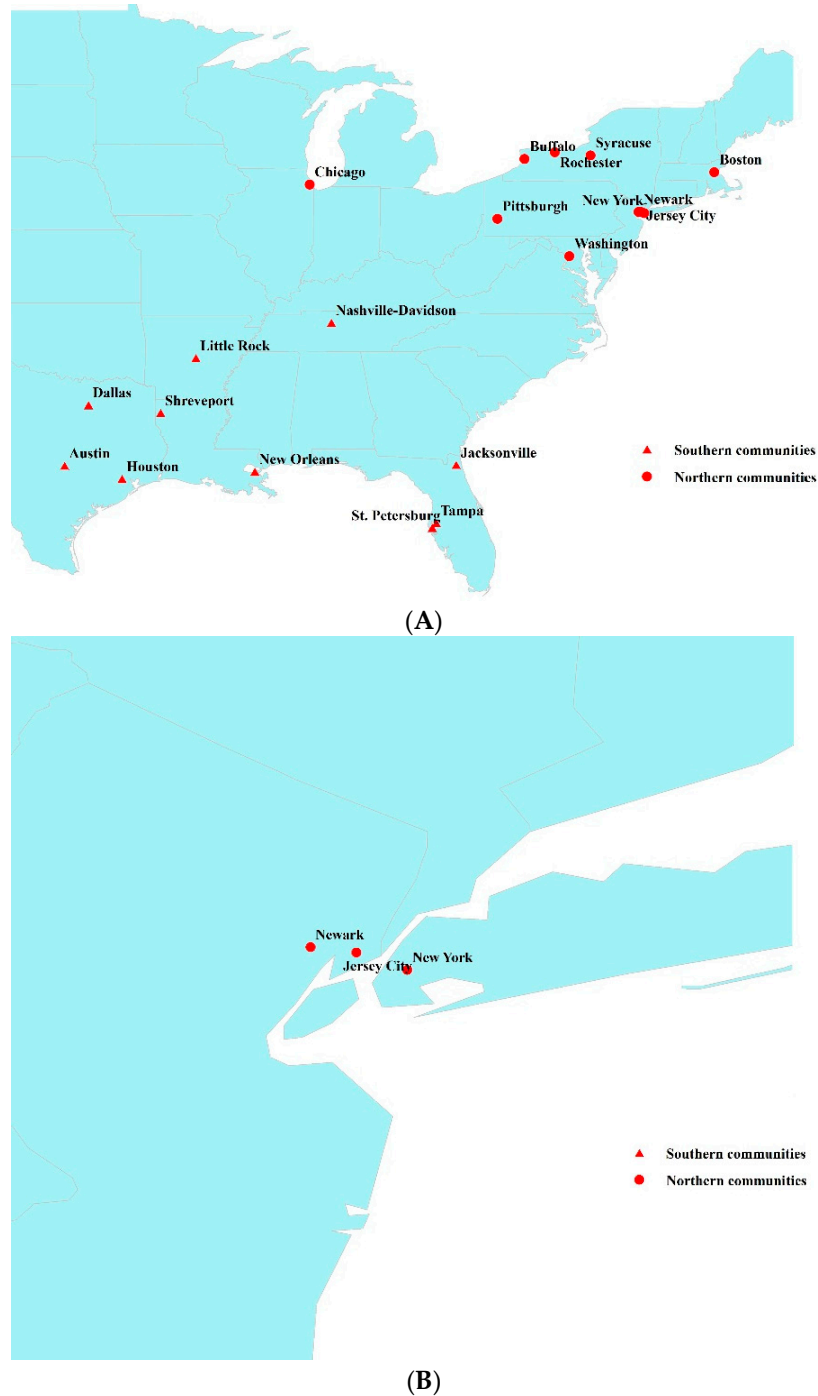 Buffalo
Syracuse
Rochester
Boston
Chicago
New York
Newark
Jersey City
Pittsburgh
Washington
Nashville-Davidson
Little Rock
Dallas
Shreveport
Austin
Houston
New Orleans
Jacksonville
St. Petersburg
Tampa
Southern communities
Northern communities
(A)
Newark
Jersey City
New York
Southern communities
Northern communities
(B)